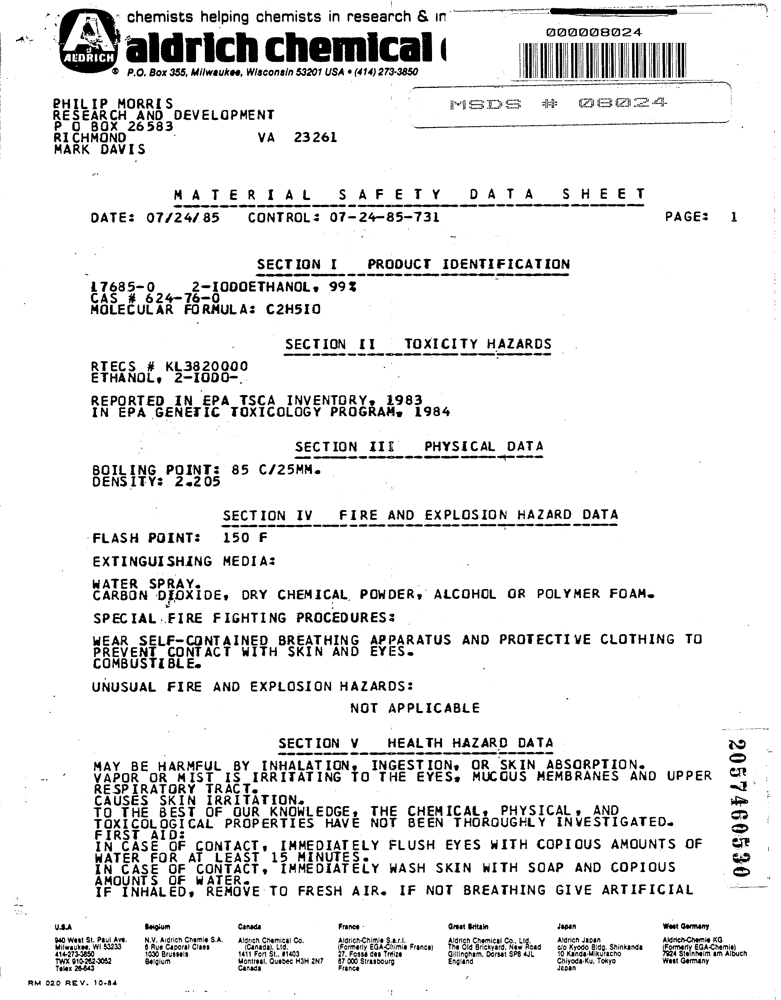 chemists helping chemists in research & in
aldrich chemical
ALDRICH
® P.O. Box 355, Milwaukee, Wisconsin 53201 USA • (414) 273-3850
000008024
MSDS # 08024
PHILIP MORRIS
RESEARCH AND DEVELOPMENT
P O BOX 26583
RICHMOND VA 23261
MARK DAVIS
MATERIAL SAFETY DATA SHEET
DATE: 07/24/85 CONTROL: 07-24-85-731 PAGE: 1
SECTION I PRODUCT IDENTIFICATION
17685-0 2-IODOETHANOL, 99%
CAS # 624-76-0
MOLECULAR FORMULA: C2H5IO
SECTION II TOXICITY HAZARDS
RTECS # KL3820000
ETHANOL, 2-IODO-
REPORTED IN EPA TSCA INVENTORY, 1983
IN EPA GENETIC TOXICOLOGY PROGRAM, 1984
SECTION III PHYSICAL DATA
BOILING POINT: 85 C/25MM.
DENSITY: 2.205
SECTION IV FIRE AND EXPLOSION HAZARD DATA
FLASH POINT: 150 F
EXTINGUISHING MEDIA:
WATER SPRAY.
CARBON DIOXIDE, DRY CHEMICAL POWDER, ALCOHOL OR POLYMER FOAM.
SPECIAL FIRE FIGHTING PROCEDURES:
WEAR SELF-CONTAINED BREATHING APPARATUS AND PROTECTIVE CLOTHING TO
PREVENT CONTACT WITH SKIN AND EYES.
COMBUSTIBLE.
UNUSUAL FIRE AND EXPLOSION HAZARDS:
NOT APPLICABLE
SECTION V HEALTH HAZARD DATA
MAY BE HARMFUL BY INHALATION, INGESTION, OR SKIN ABSORPTION.
VAPOR OR MIST IS IRRITATING TO THE EYES, MUCOUS MEMBRANES AND UPPER
RESPIRATORY TRACT.
CAUSES SKIN IRRITATION.
TO THE BEST OF OUR KNOWLEDGE, THE CHEMICAL, PHYSICAL, AND
TOXICOLOGICAL PROPERTIES HAVE NOT BEEN THOROUGHLY INVESTIGATED.
FIRST AID:
IN CASE OF CONTACT, IMMEDIATELY FLUSH EYES WITH COPIOUS AMOUNTS OF
WATER FOR AT LEAST 15 MINUTES.
IN CASE OF CONTACT, IMMEDIATELY WASH SKIN WITH SOAP AND COPIOUS
AMOUNTS OF WATER.
IF INHALED, REMOVE TO FRESH AIR. IF NOT BREATHING GIVE ARTIFICIAL
2057460530
U.S.A
940 West St. Paul Ave.
Milwaukee, WI 53233
414-273-3850
TWX 910-262-3052
Telex 26-843
Belgium
N.V. Aldrich Chemie S.A.
6 Rue Caporal Claes
1030 Brussels
Belgium
Canada
Aldrich Chemical Co.
(Canada), Ltd.
1411 Fort St., #1403
Montreal, Quebec H3H 2N7
Canada
France
Aldrich-Chimie S.a.r.l.
(Formerly EGA-Chimie France)
27, Fossé des Treize
67 000 Strasbourg
France
Great Britain
Aldrich Chemical Co., Ltd.
The Old Brickyard, New Road
Gillingham, Dorset SP8 4JL
England
Japan
Aldrich Japan
c/o Kyodo Bldg. Shinkanda
10 Kanda-Mikuracho
Chiyoda-Ku, Tokyo
Japan
West Germany
Aldrich-Chemie KG
(Formerly EGA-Chemie)
7924 Steinheim am Albuch
West Germany
RM 020 REV. 10-84